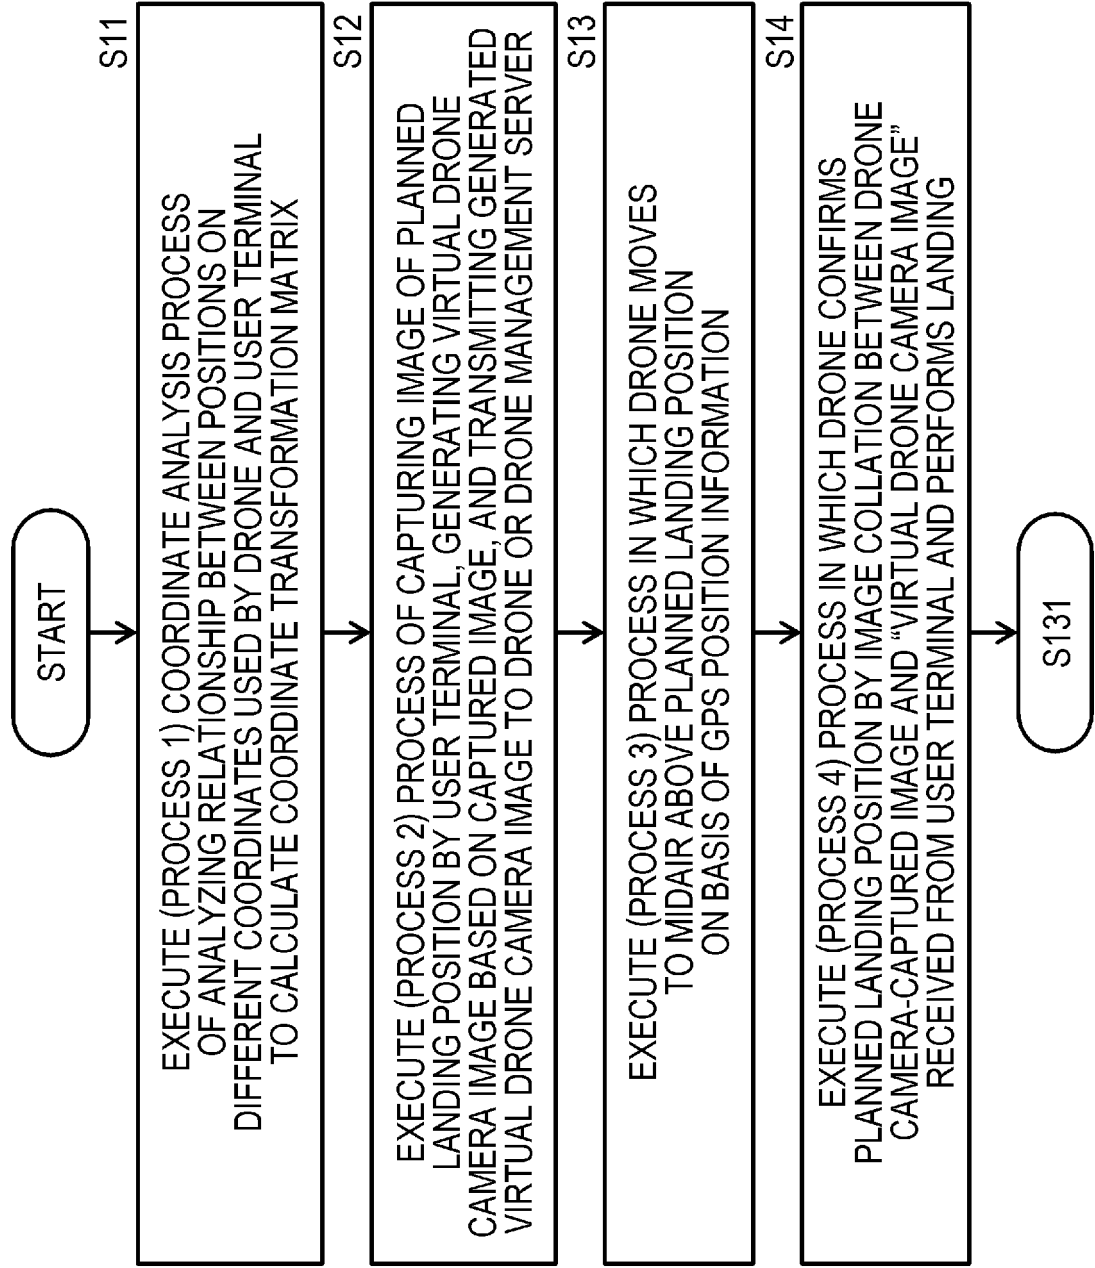 START
S11
EXECUTE (PROCESS 1) COORDINATE ANALYSIS PROCESS
OF ANALYZING RELATIONSHIP BETWEEN POSITIONS ON
DIFFERENT COORDINATES USED BY DRONE AND USER TERMINAL
TO CALCULATE COORDINATE TRANSFORMATION MATRIX
S12
EXECUTE (PROCESS 2) PROCESS OF CAPTURING IMAGE OF PLANNED
LANDING POSITION BY USER TERMINAL, GENERATING VIRTUAL DRONE
CAMERA IMAGE BASED ON CAPTURED IMAGE, AND TRANSMITTING GENERATED
VIRTUAL DRONE CAMERA IMAGE TO DRONE OR DRONE MANAGEMENT SERVER
S13
EXECUTE (PROCESS 3) PROCESS IN WHICH DRONE MOVES
TO MIDAIR ABOVE PLANNED LANDING POSITION
ON BASIS OF GPS POSITION INFORMATION
S14
EXECUTE (PROCESS 4) PROCESS IN WHICH DRONE CONFIRMS
PLANNED LANDING POSITION BY IMAGE COLLATION BETWEEN DRONE
CAMERA-CAPTURED IMAGE AND “VIRTUAL DRONE CAMERA IMAGE”
RECEIVED FROM USER TERMINAL AND PERFORMS LANDING
S131